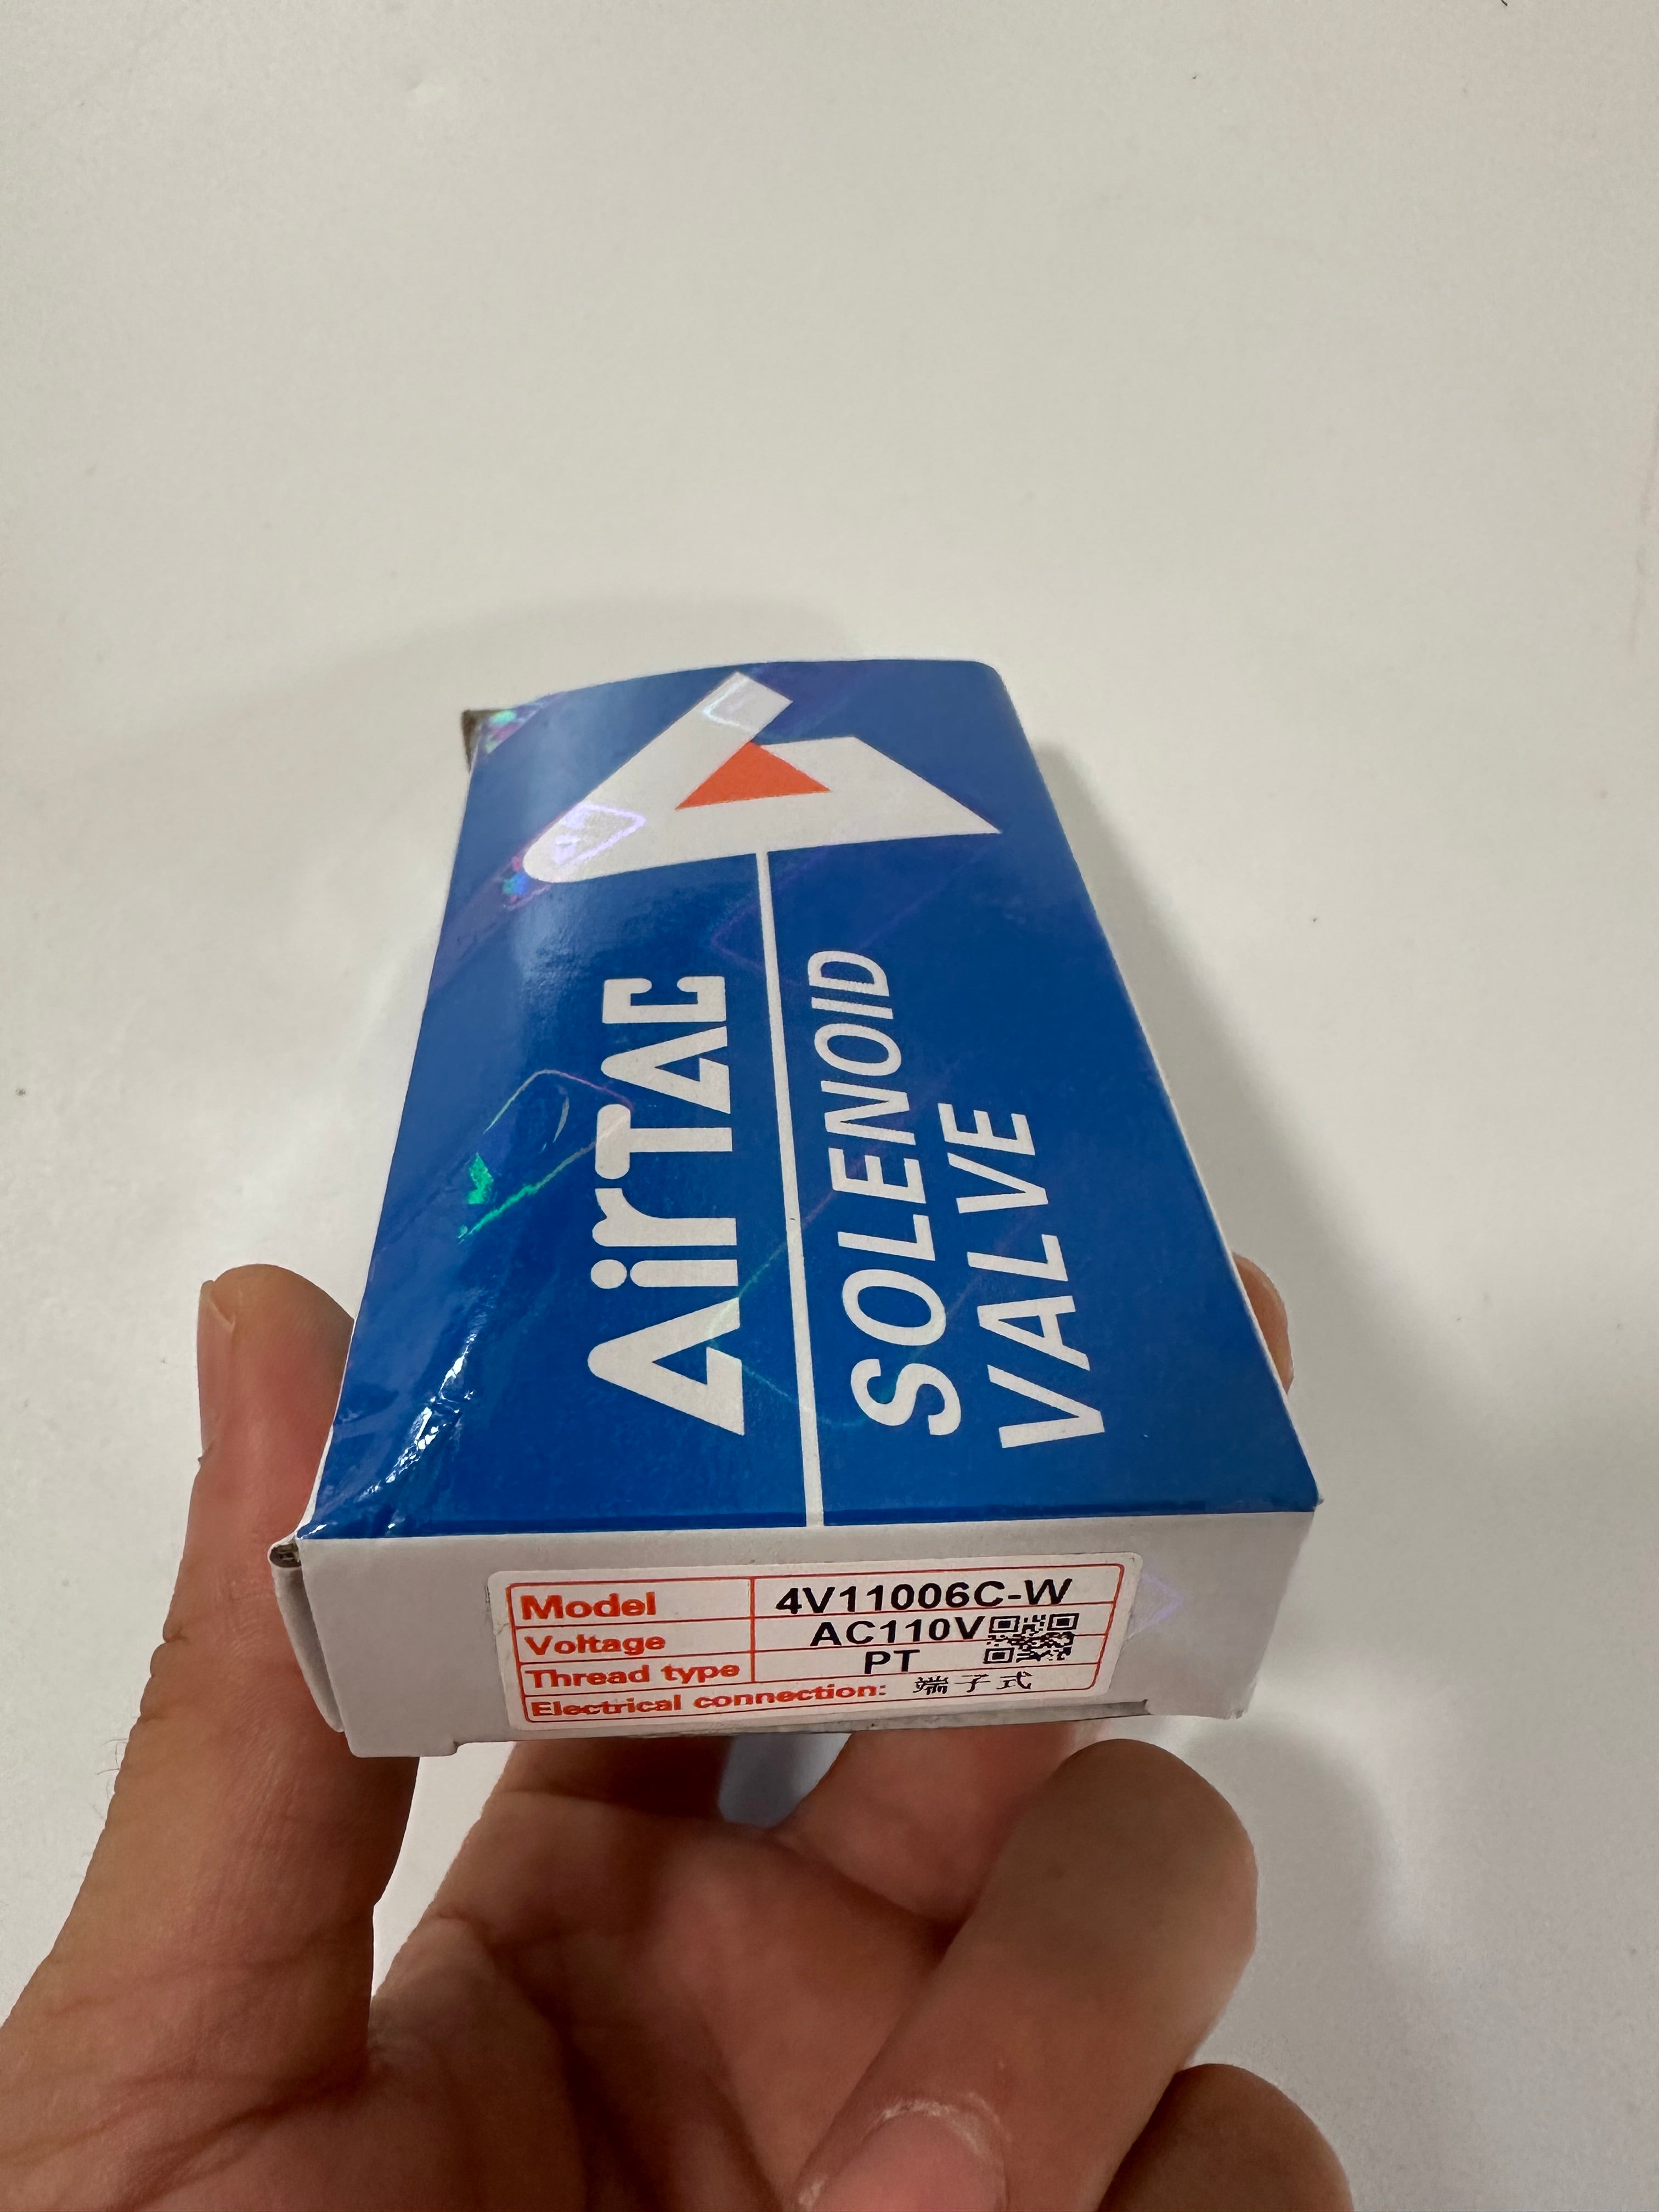 AirTAC
SOLENOID
VALVE
Model 4V11006C-W
Voltage AC110V
Thread type PT
Electrical connection: 端子式